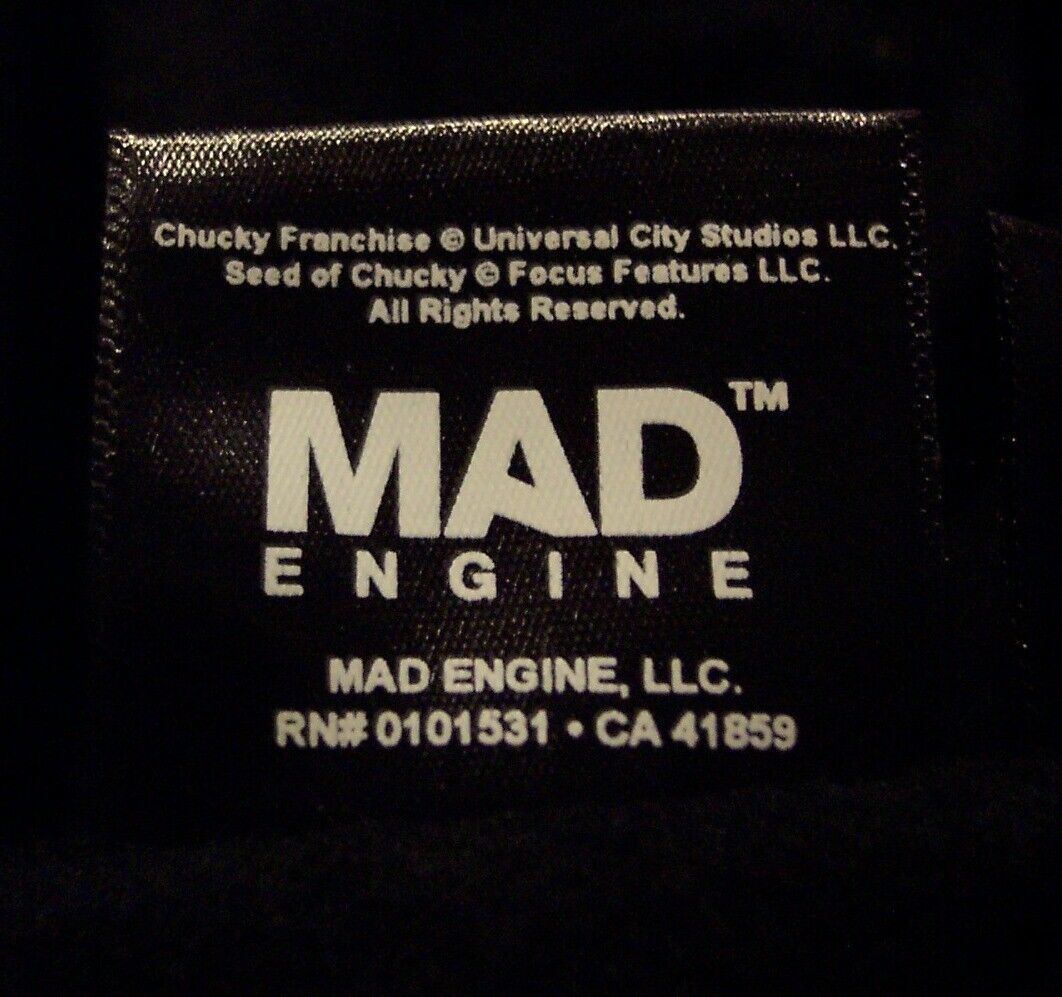 Chucky Franchise © Universal City Studios LLC.
Seed of Chucky © Focus Features LLC.
All Rights Reserved.
MAD™
ENGINE
MAD ENGINE, LLC.
RN# 0101531 • CA 41859